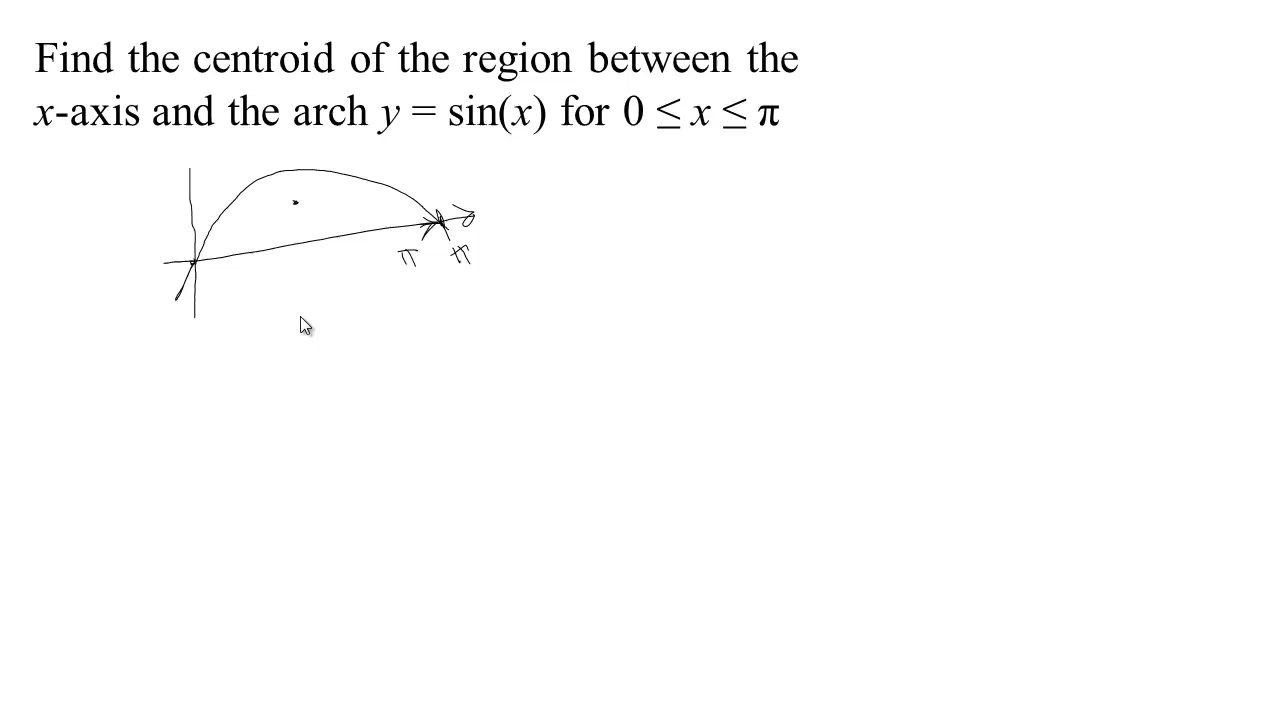 Find the centroid of the region between the
x-axis and the arch y = sin(x) for 0 ≤ x ≤ π
π π